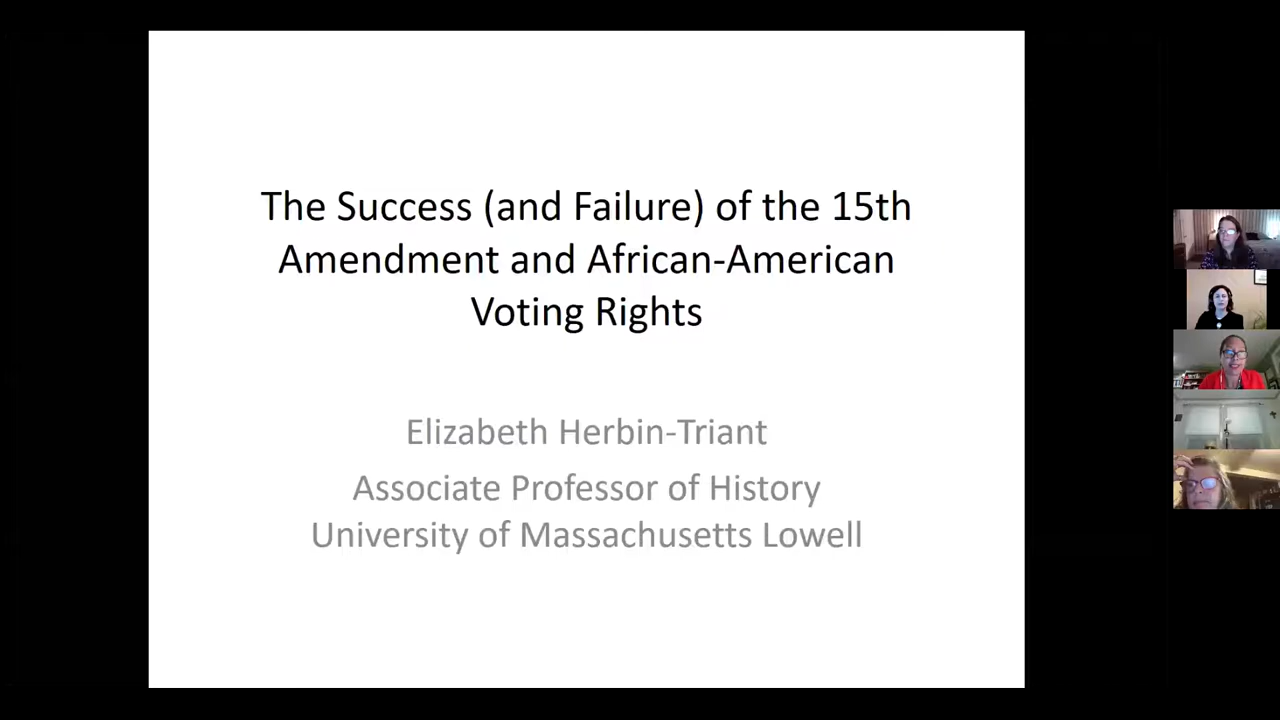 The Success (and Failure) of the 15th
Amendment and African-American
Voting Rights
Elizabeth Herbin-Triant
Associate Professor of History
University of Massachusetts Lowell